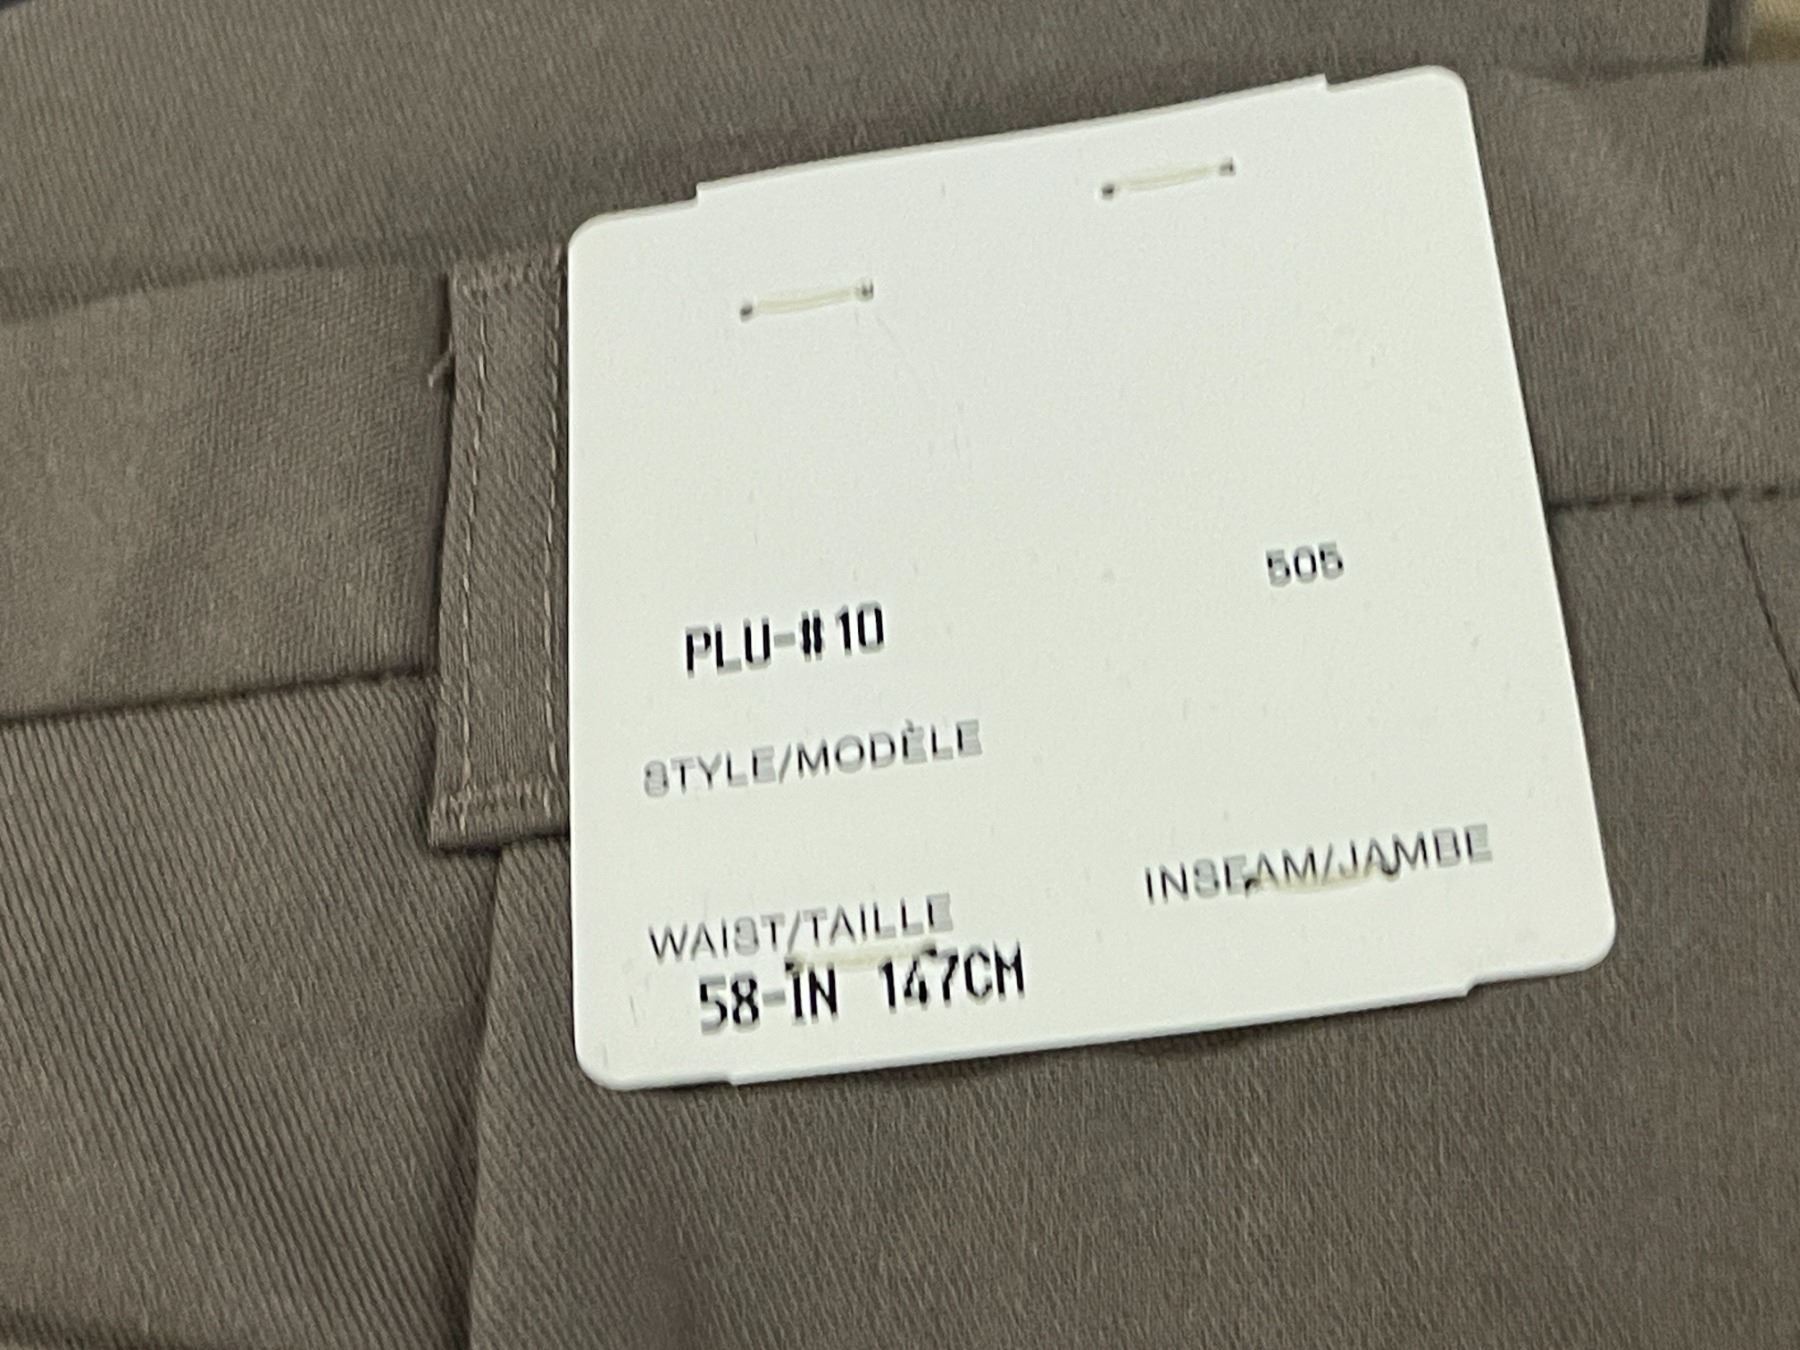 505
PLU-#10
STYLE/MODÈLE
INSEAM/JAMBE
WAIST/TAILLE
58-IN 147CM